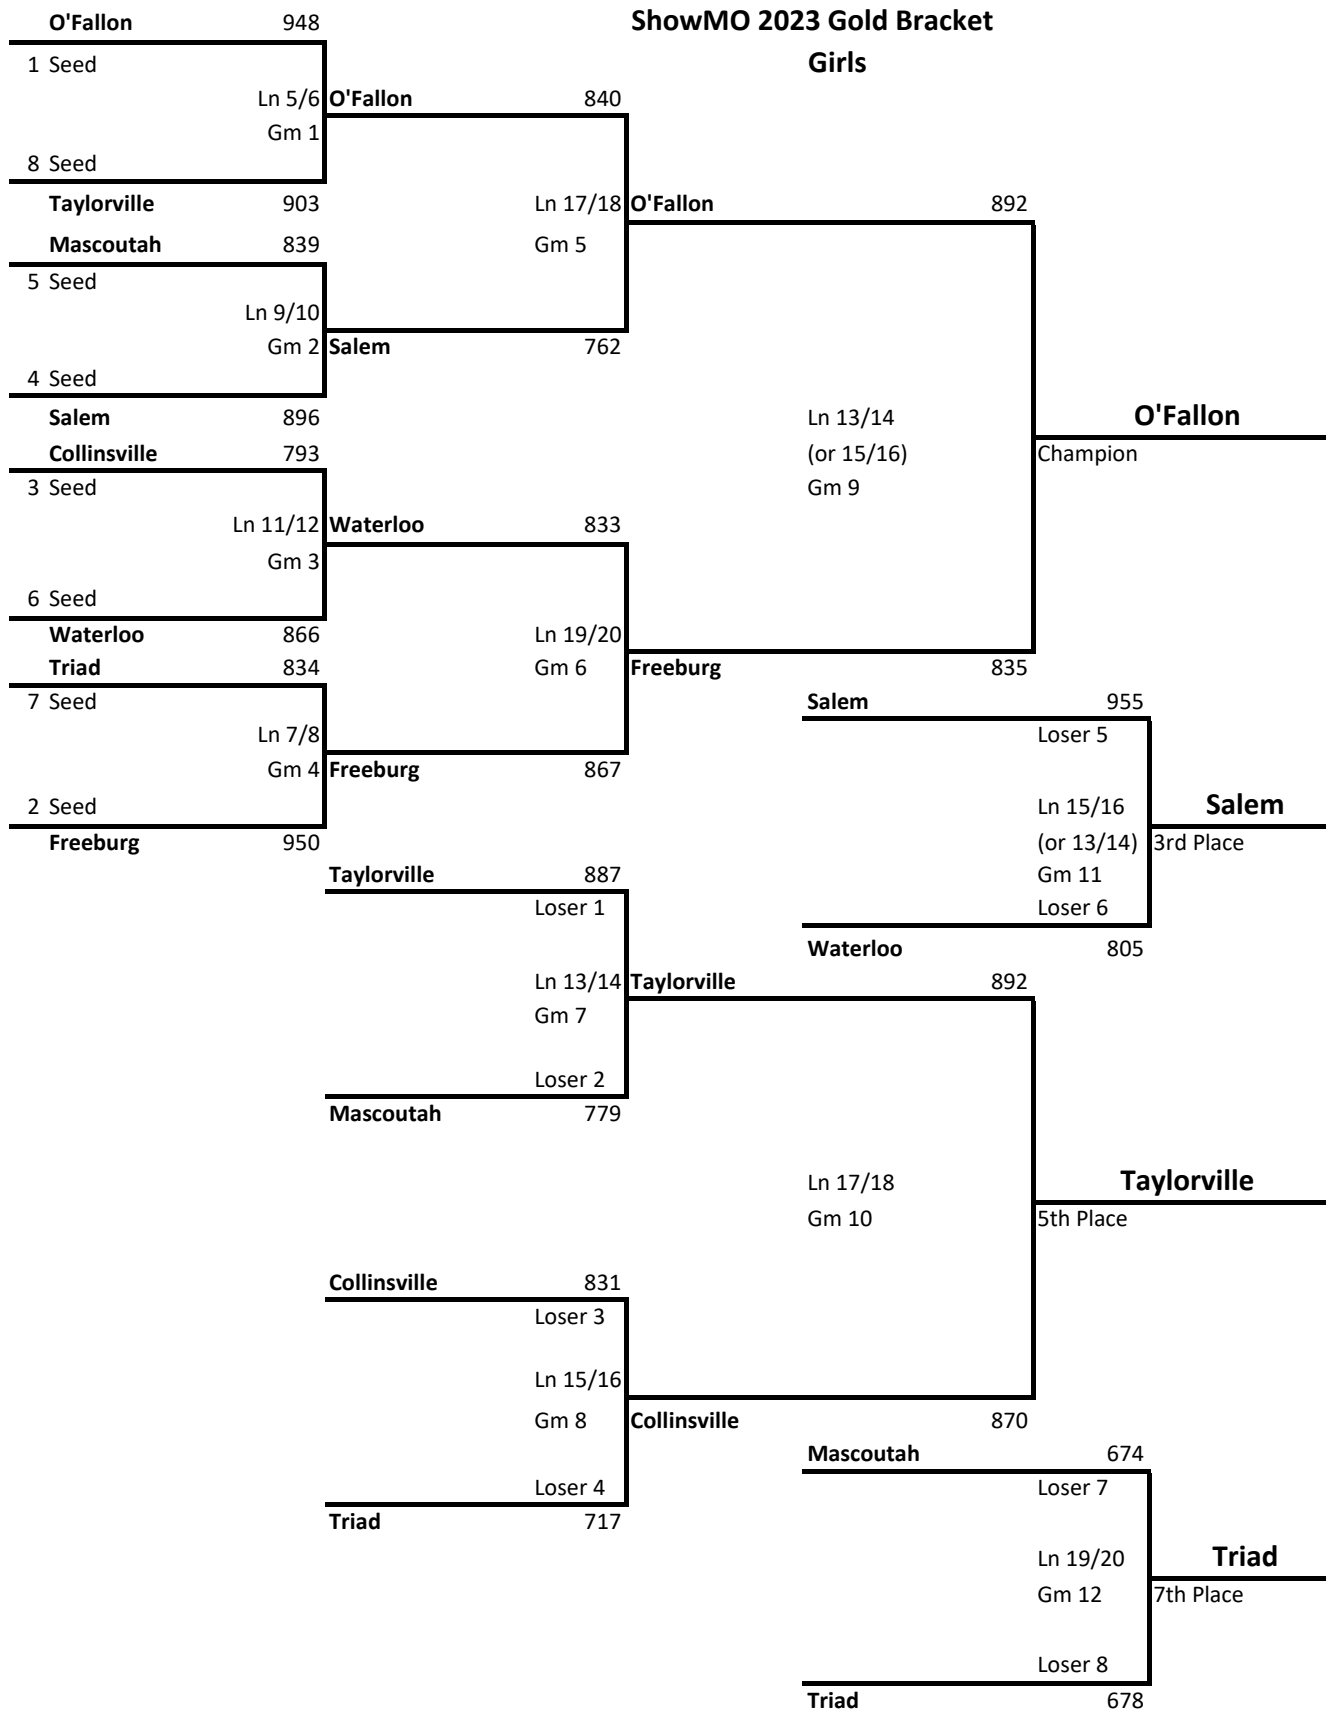 O'Fallon 948 ShowMO 2023 Gold Bracket
1 Seed Girls
Ln 5/6 O'Fallon 840
Gm 1
8 Seed
Taylorville 903 Ln 17/18 O'Fallon 892
Mascoutah 839 Gm 5
5 Seed
Ln 9/10
Gm 2 Salem 762
4 Seed
Salem 896 Ln 13/14 O'Fallon
Collinsville 793 (or 15/16) Champion
3 Seed Gm 9
Ln 11/12 Waterloo 833
Gm 3
6 Seed
Waterloo 866 Ln 19/20
Triad 834 Gm 6 Freeburg 835
7 Seed Salem 955
Ln 7/8 Loser 5
Gm 4 Freeburg 867
2 Seed Ln 15/16 Salem
Freeburg 950 (or 13/14) 3rd Place
Taylorville 887 Gm 11
Loser 1 Loser 6
Waterloo 805
Ln 13/14 Taylorville 892
Gm 7
Loser 2
Mascoutah 779
Ln 17/18 Taylorville
Gm 10 5th Place
Collinsville 831
Loser 3
Ln 15/16
Gm 8 Collinsville 870
Mascoutah 674
Loser 4 Loser 7
Triad 717
Ln 19/20 Triad
Gm 12 7th Place
Loser 8
Triad 678